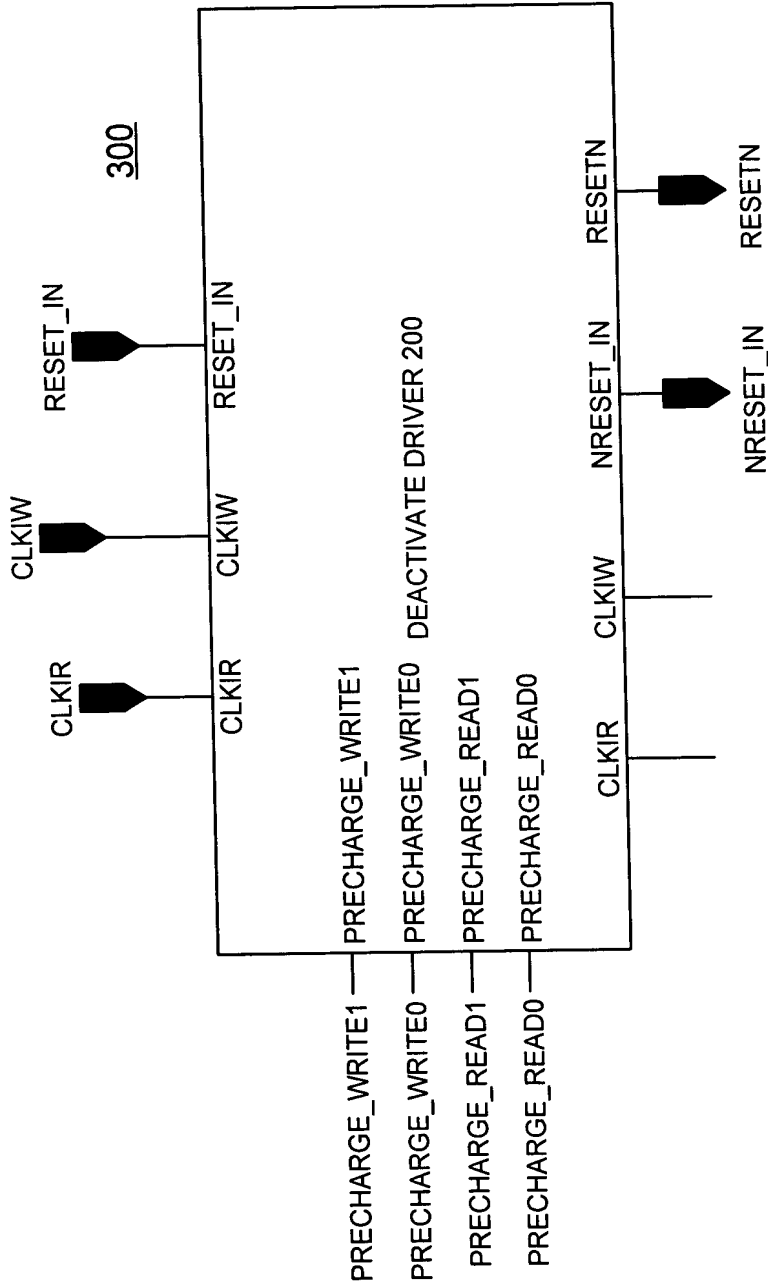 CLKIR
CLKIW
RESET_IN
300
CLKIR
CLKIW
RESET_IN
PRECHARGE_WRITE1
PRECHARGE_WRITE1
PRECHARGE_WRITE0
PRECHARGE_WRITE0
DEACTIVATE DRIVER 200
PRECHARGE_READ1
PRECHARGE_READ1
PRECHARGE_READ0
PRECHARGE_READ0
CLKIR
CLKIW
NRESET_IN
RESETN
NRESET_IN
RESETN